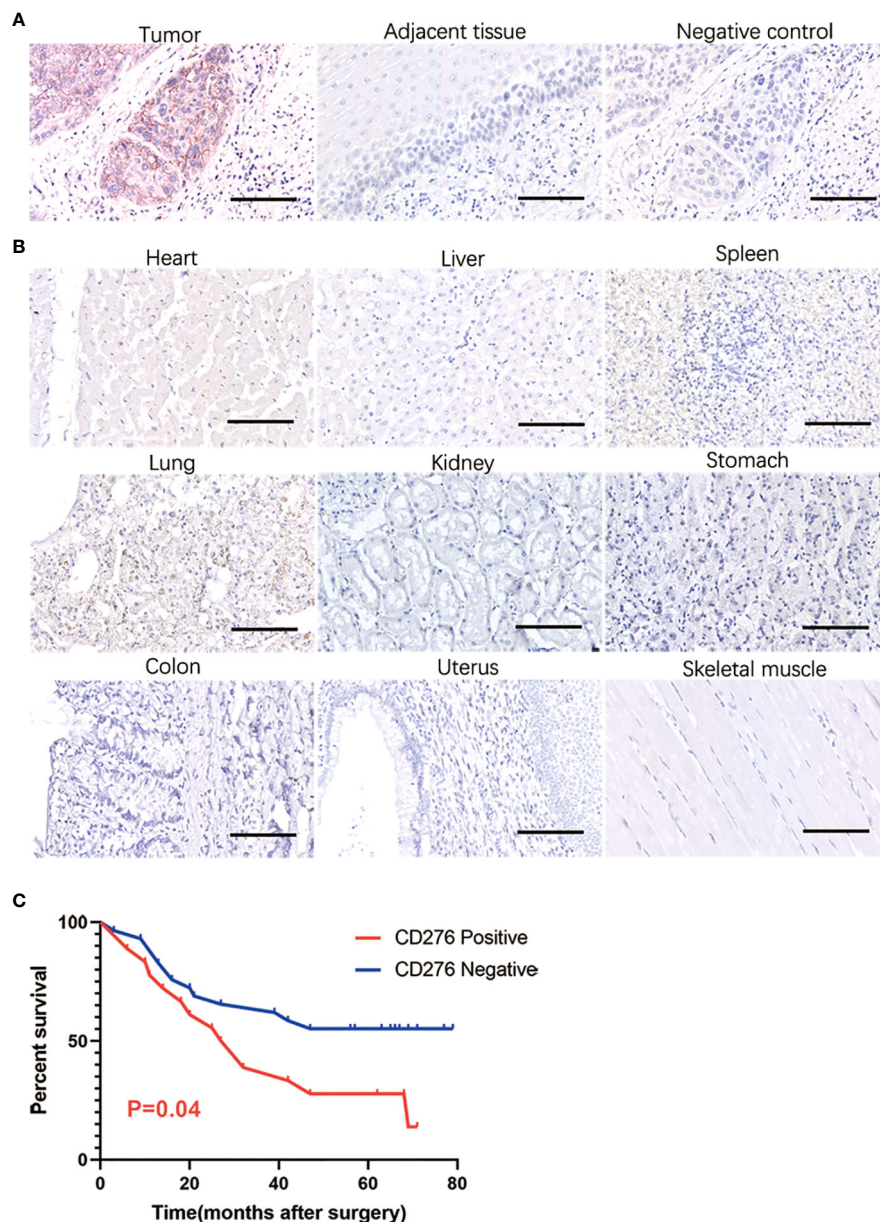 A
Tumor
Adjacent tissue
Negative control
B
Heart
Liver
Spleen
Lung
Kidney
Stomach
Colon
Uterus
Skeletal muscle
C
CD276 Positive
CD276 Negative
Percent survival
100
50
0
P=0.04
0 20 40 60 80
Time(months after surgery)